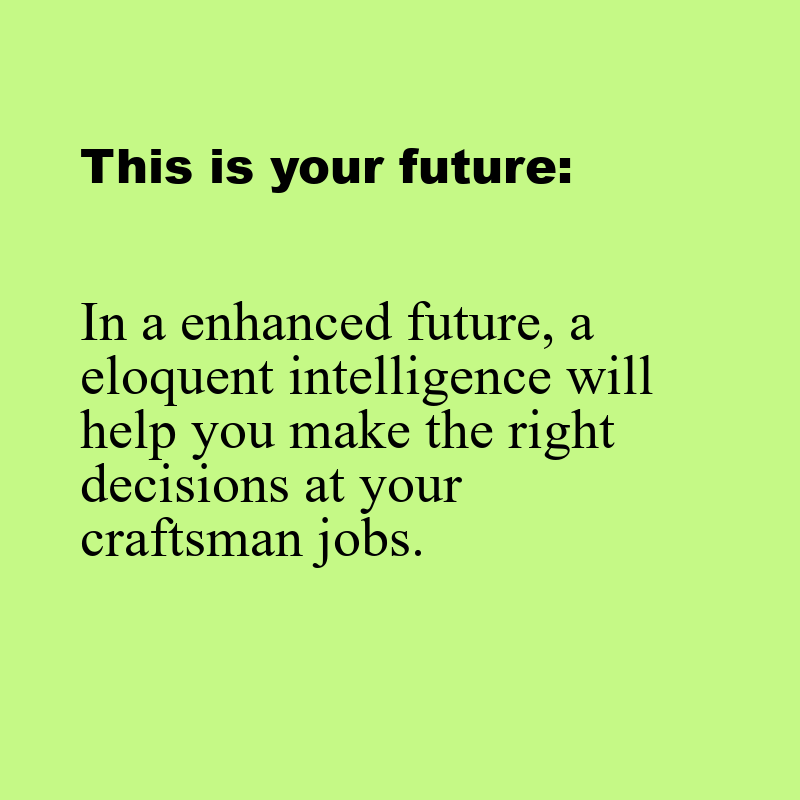 This is your future:
In a enhanced future, a
eloquent intelligence will
help you make the right
decisions at your
craftsman jobs.